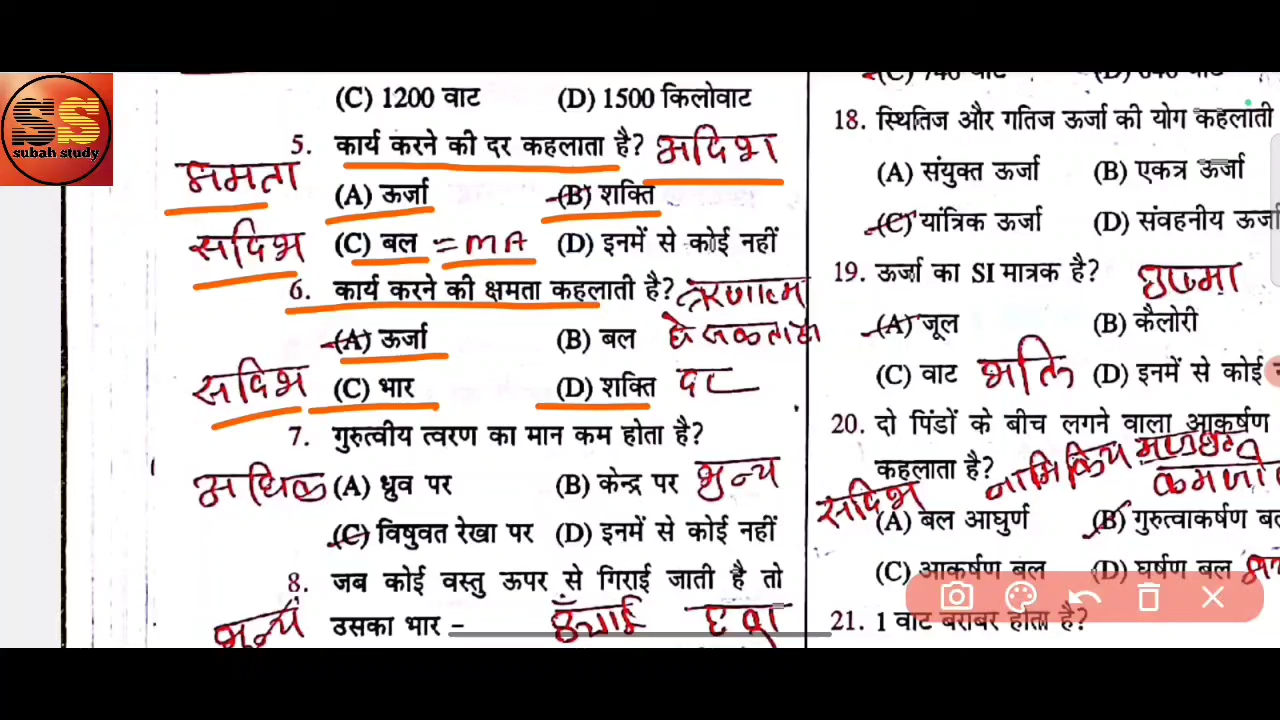 SS
subah study
(C) 1200 वाट (D) 1500 किलोवाट
5. कार्य करने की दर कहलाता है? अदिश
क्षमता
(A) ऊर्जा (B) शक्ति
सदिश (C) बल = MA (D) इनमें से कोई नहीं
6. कार्य करने की क्षमता कहलाती है? ऋणात्म
(A) ऊर्जा (B) बल हो सकता है
सदिश (C) भार (D) शक्ति दर
7. गुरुत्वीय त्वरण का मान कम होता है?
अधिक (A) ध्रुव पर (B) केन्द्र पर शून्य
(C) विषुवत रेखा पर (D) इनमें से कोई नहीं
8. जब कोई वस्तु ऊपर से गिराई जाती है तो
शून्य उसका भार – ऊँचाई
18. स्थितिज और गतिज ऊर्जा की योग कहलाती
(A) संयुक्त ऊर्जा (B) एकत्र ऊर्जा
(C) यांत्रिक ऊर्जा (D) संवहनीय ऊर्जा
19. ऊर्जा का SI मात्रक है? ऊष्मा
(A) जूल (B) कैलोरी
(C) वाट शक्ति (D) इनमें से कोई
20. दो पिंडों के बीच लगने वाला आकर्षण
कहलाता है? नाभिकिय
सदिश
(A) बल आघुर्ण (B) गुरुत्वाकर्षण बल
(C) आकर्षण बल (D) घर्षण बल
21. 1 वाट बराबर होता है?